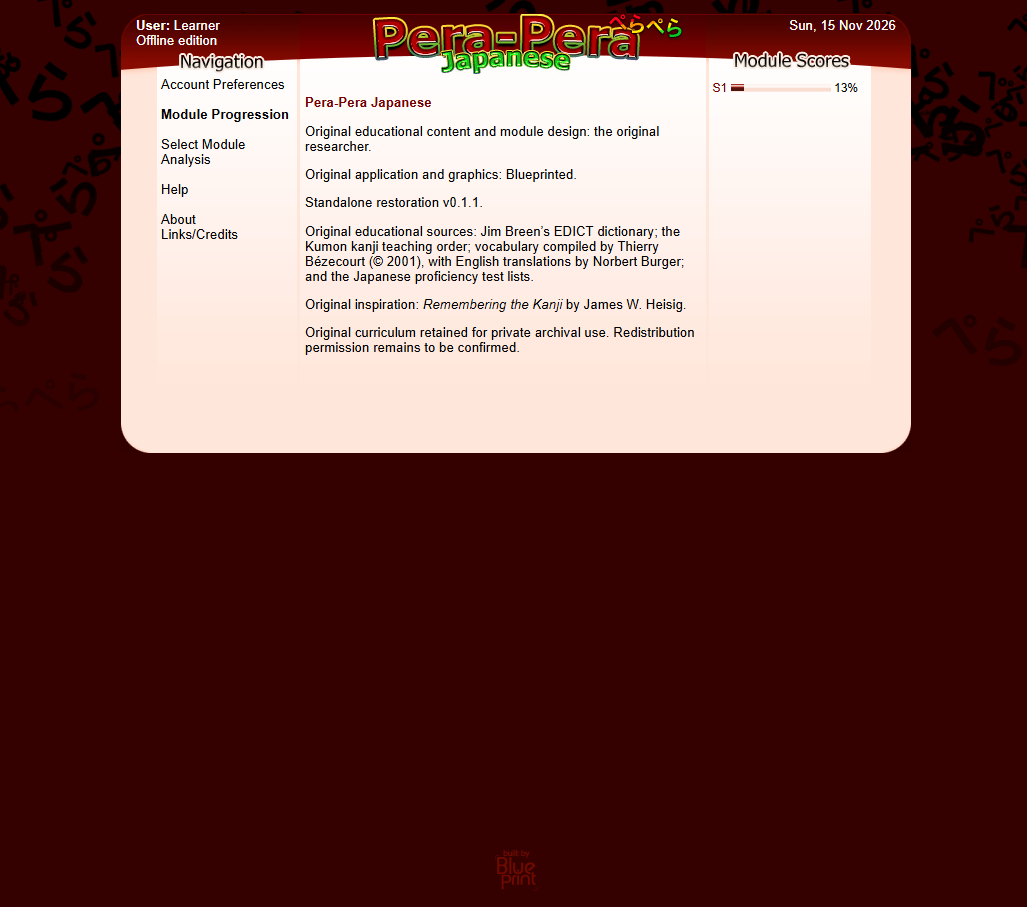 User: Learner
Offline edition
Pera-Pera
ぺらぺら
Japanese
Sun, 15 Nov 2026
Navigation
Account Preferences
Module Progression
Select Module
Analysis
Help
About
Links/Credits
Pera-Pera Japanese
Original educational content and module design: the original
researcher.
Original application and graphics: Blueprinted.
Standalone restoration v0.1.1.
Original educational sources: Jim Breen’s EDICT dictionary; the
Kumon kanji teaching order; vocabulary compiled by Thierry
Bézecourt (© 2001), with English translations by Norbert Burger;
and the Japanese proficiency test lists.
Original inspiration: Remembering the Kanji by James W. Heisig.
Original curriculum retained for private archival use. Redistribution
permission remains to be confirmed.
Module Scores
S1 13%
built by
Blue
print